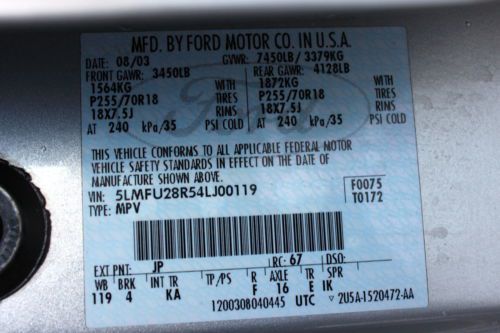 MFD. BY FORD MOTOR CO. IN U.S.A.
DATE: 08/03 GVWR: 7450LB/ 3379KG
FRONT GAWR: 3450LB REAR GAWR: 4128LB
1564KG WITH 1872KG WITH
P255/70R18 TIRES P255/70R18 TIRES
18X7.5J RIMS 18X7.5J RIMS
AT 240 kPa/35 PSI COLD AT 240 kPa/35 PSI COLD
Ford
THIS VEHICLE CONFORMS TO ALL APPLICABLE FEDERAL MOTOR
VEHICLE SAFETY STANDARDS IN EFFECT ON THE DATE OF
MANUFACTURE SHOWN ABOVE.
VIN: 5LMFU28R54LJ00119 F0075
TYPE: MPV T0172
EXT PNT: JP RC: 67 DSO:
WB BRK INT TR TP/PS R AXLE TR SPR
119 4 KA F 16 E IK
1200308040445 UTC 2U5A-1520472-AA